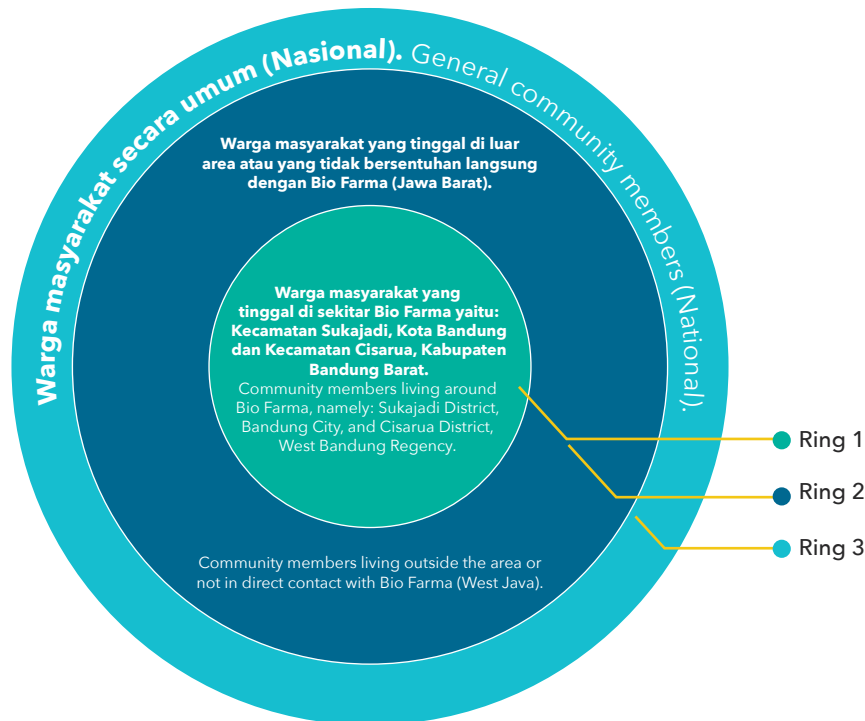 Warga masyarakat secara umum (Nasional). General community members (National).
Warga masyarakat yang tinggal di luar
area atau yang tidak bersentuhan langsung
dengan Bio Farma (Jawa Barat).
Warga masyarakat yang
tinggal di sekitar Bio Farma yaitu:
Kecamatan Sukajadi, Kota Bandung
dan Kecamatan Cisarua, Kabupaten
Bandung Barat.
Community members living around
Bio Farma, namely: Sukajadi District,
Bandung City, and Cisarua District,
West Bandung Regency.
Community members living outside the area or
not in direct contact with Bio Farma (West Java).
Ring 1
Ring 2
Ring 3